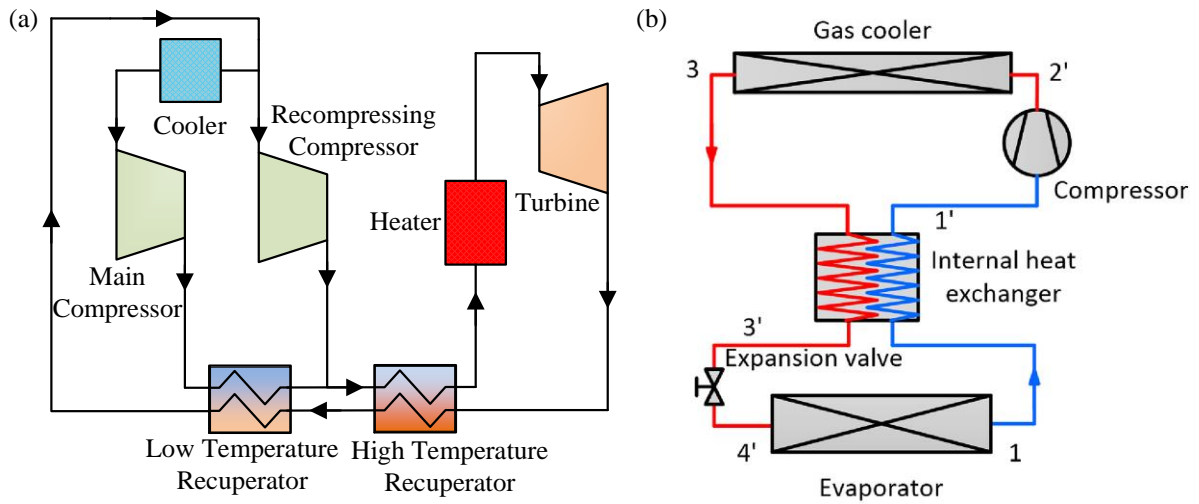 (a)
Cooler
Recompressing
Compressor
Main
Compressor
Heater
Turbine
Low Temperature
Recuperator
High Temperature
Recuperator
(b)
Gas cooler
3
2'
Compressor
1'
Internal heat
exchanger
3'
Expansion valve
4'
1
Evaporator